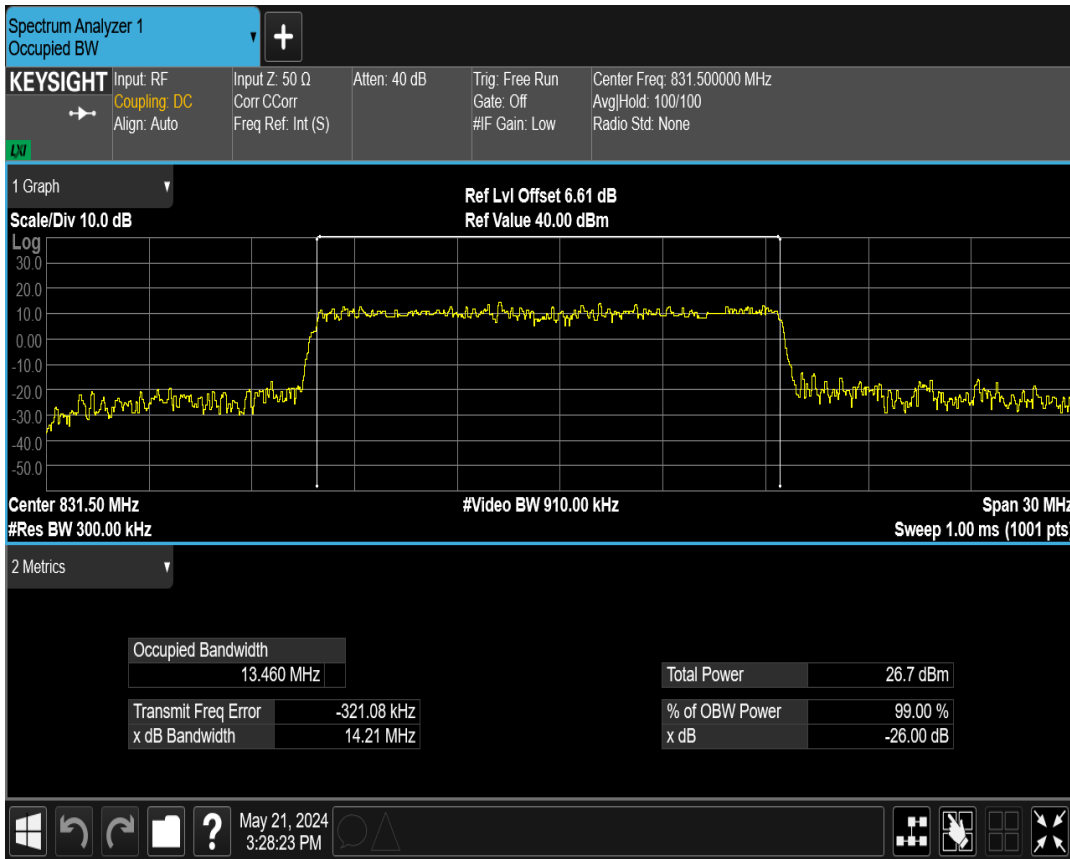 Spectrum Analyzer 1
Occupied BW
+
KEYSIGHT
LXI
Input: RF
Coupling: DC
Align: Auto
Input Z: 50 Ω
Corr CCorr
Freq Ref: Int (S)
Atten: 40 dB
Trig: Free Run
Gate: Off
#IF Gain: Low
Center Freq: 831.500000 MHz
Avg|Hold: 100/100
Radio Std: None
1 Graph
Scale/Div 10.0 dB
Ref Lvl Offset 6.61 dB
Ref Value 40.00 dBm
Log
30.0
20.0
10.0
0.00
-10.0
-20.0
-30.0
-40.0
-50.0
Center 831.50 MHz
#Video BW 910.00 kHz
Span 30 MHz
#Res BW 300.00 kHz
Sweep 1.00 ms (1001 pts)
2 Metrics
Occupied Bandwidth
13.460 MHz
Total Power 26.7 dBm
Transmit Freq Error -321.08 kHz
% of OBW Power 99.00 %
x dB Bandwidth 14.21 MHz
x dB -26.00 dB
?
May 21, 2024
3:28:23 PM